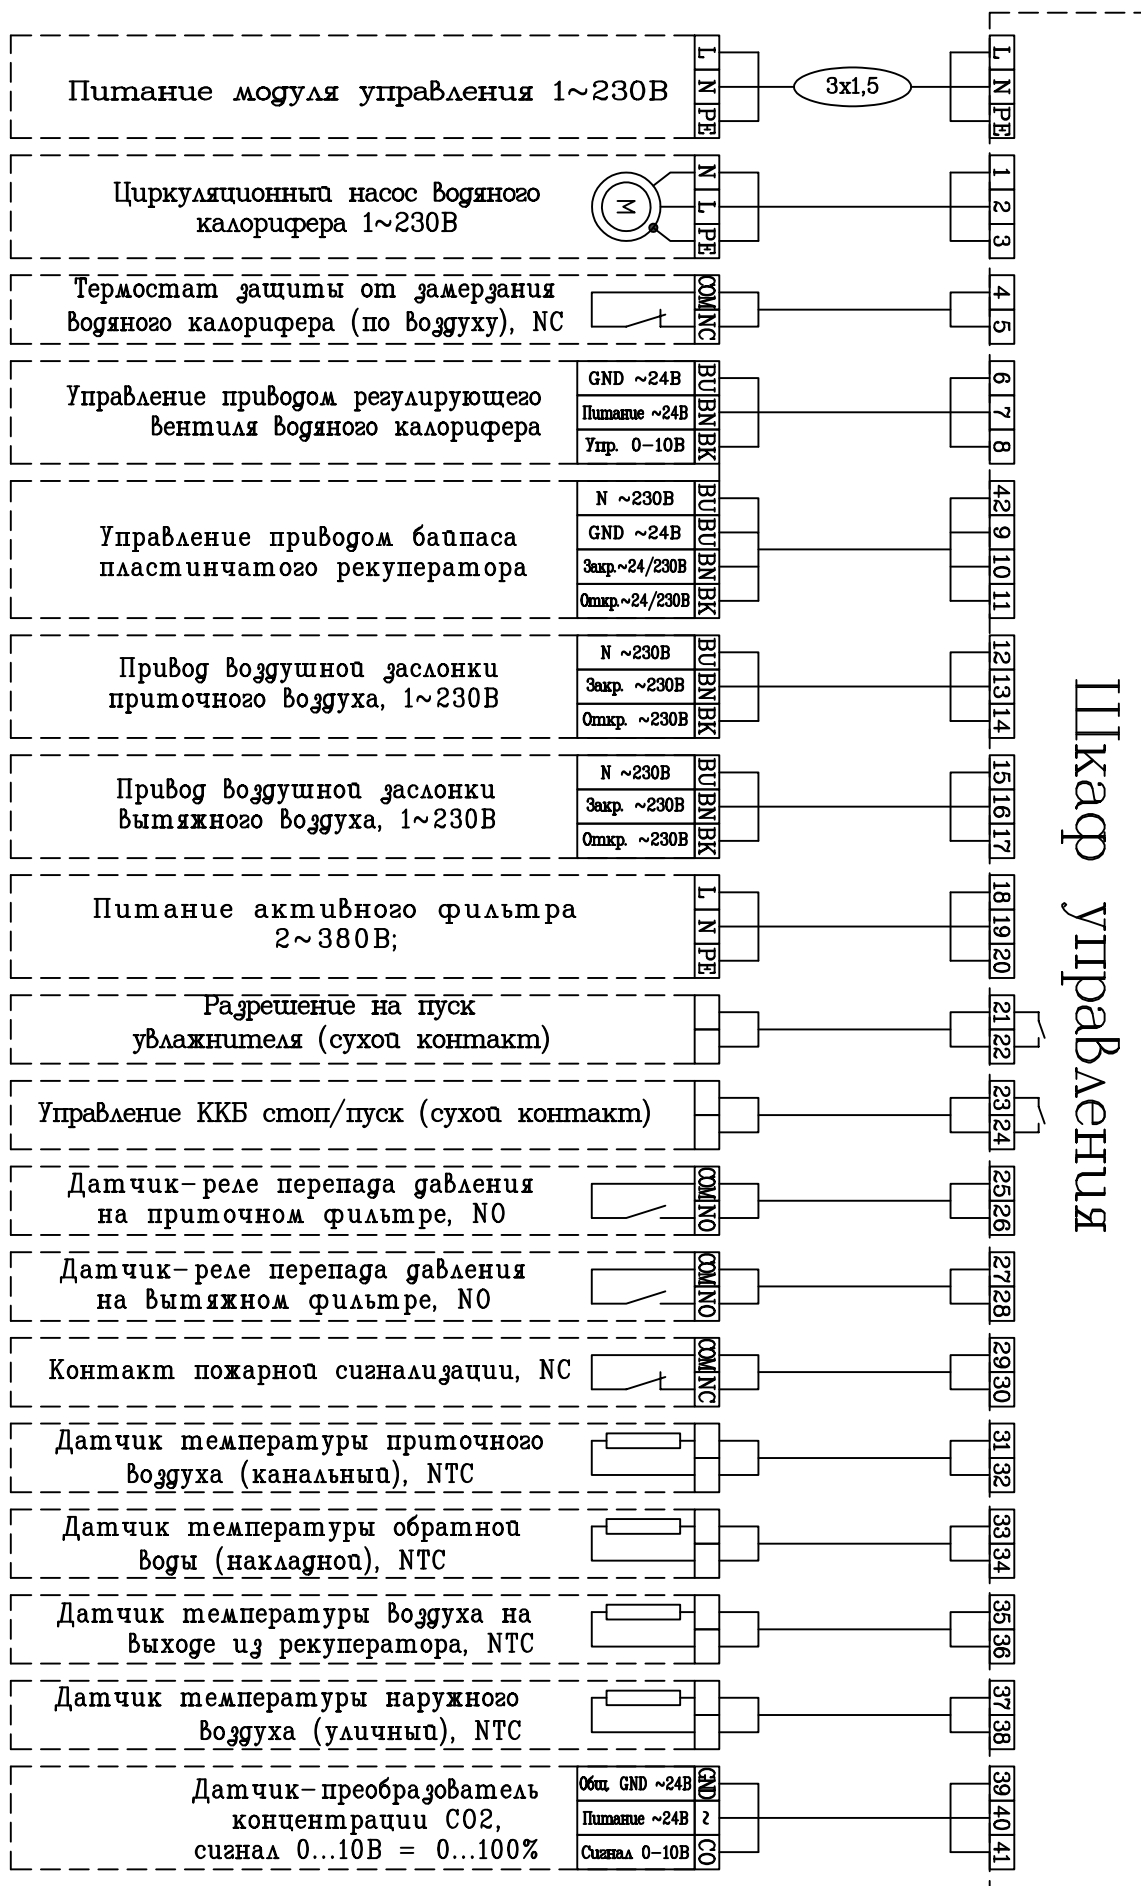 Питание модуля управления 1~230В
L
N
PE
3x1,5
L
N
PE
Циркуляционный насос водяного
калорифера 1~230В
M
N
L
PE
1
2
3
Термостат защиты от замерзания
водяного калорифера (по воздуху), NC
COM
NC
4
5
Управление приводом регулирующего
вентиля водяного калорифера
GND ~24В
Питание ~24В
Упр. 0-10В
BU
BN
BK
6
7
8
Управление приводом байпаса
пластинчатого рекуператора
N ~230В
GND ~24В
Закр.~24/230В
Откр.~24/230В
BU
BU
BN
BK
42
9
10
11
Привод воздушной заслонки
приточного воздуха, 1~230В
N ~230В
Закр. ~230В
Откр. ~230В
BU
BN
BK
12
13
14
Привод воздушной заслонки
вытяжного воздуха, 1~230В
N ~230В
Закр. ~230В
Откр. ~230В
BU
BN
BK
15
16
17
Питание активного фильтра
2~380В;
L
N
PE
18
19
20
Разрешение на пуск
увлажнителя (сухой контакт)
21
22
Управление ККБ стоп/пуск (сухой контакт)
23
24
Датчик-реле перепада давления
на приточном фильтре, NO
COM
NO
25
26
Датчик-реле перепада давления
на вытяжном фильтре, NO
COM
NO
27
28
Контакт пожарной сигнализации, NC
COM
NC
29
30
Датчик температуры приточного
воздуха (канальный), NTC
31
32
Датчик температуры обратной
воды (накладной), NTC
33
34
Датчик температуры воздуха на
выходе из рекуператора, NTC
35
36
Датчик температуры наружного
воздуха (уличный), NTC
37
38
Датчик-преобразователь
концентрации CO2,
сигнал 0...10В = 0...100%
Общ. GND ~24В
Питание ~24В
Сигнал 0-10В
GND
~
CO
39
40
41
Шкаф управления